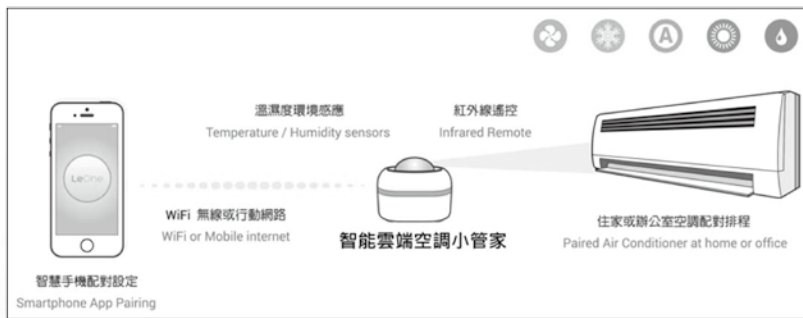 A
溫濕度環境感應
Temperature / Humidity sensors
紅外線遙控
Infrared Remote
LeOne
WiFi 無線或行動網路
WiFi or Mobile internet
智能雲端空調小管家
住家或辦公室空調配對排程
Paired Air Conditioner at home or office
智慧手機配對設定
Smartphone App Pairing